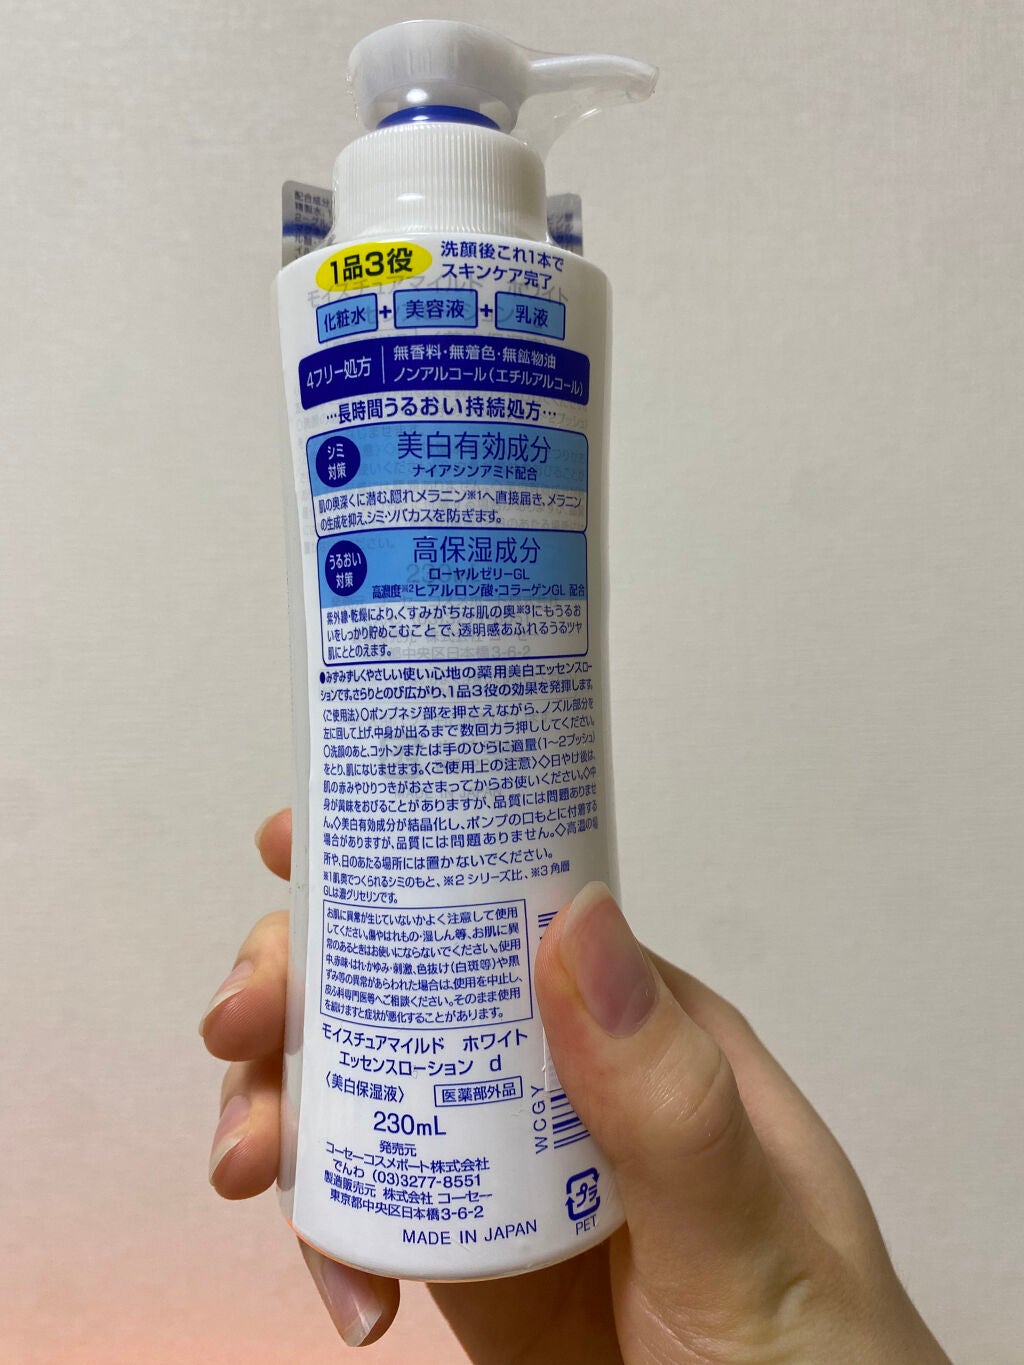 配合成分
精製水、
2-グル
1品3役
洗顔後これ1本で
スキンケア完了
化粧水+美容液+乳液
4フリー処方
無香料・無着色・無鉱物油
ノンアルコール(エチルアルコール)
…長時間うるおい持続処方…
シミ
対策
美白有効成分
ナイアシンアミド配合
肌の奥深くに潜む、隠れメラニン※1へ直接届き、メラニン
の生成を抑え、シミ・ソバカスを防ぎます。
うるおい
対策
高保湿成分
ローヤルゼリーGL
高濃度※2ヒアルロン酸・コラーゲンGL 配合
紫外線・乾燥により、くすみがちな肌の奥※3にもうるお
いをしっかり貯めこむことで、透明感あふれるうるツヤ
肌にととのえます。
●みずみずしくやさしい使い心地の薬用美白エッセンスロー
ションです。さらりとのび広がり、1品3役の効果を発揮します。
〈ご使用法〉○ポンプネジ部を押さえながら、ノズル部分を
左に回して上げ、中身が出るまで数回カラ押ししてください。
○洗顔のあと、コットンまたは手のひらに適量(1〜2プッシュ)
をとり、肌になじませます。〈ご使用上の注意〉◇日やけ後は、
肌の赤みやひりつきがおさまってからお使いください。◇中
身が黄味をおびることがありますが、品質には問題ありませ
ん。◇美白有効成分が結晶化し、ポンプの口もとに付着する
場合がありますが、品質には問題ありません。◇高温の場
所や、日のあたる場所には置かないでください。
※1肌奥でつくられるシミのもと、※2シリーズ比、※3角層
GLは濃グリセリンです。
お肌に異常が生じていないかよく注意して使用
してください。傷やはれもの・湿しん等、お肌に異
常のあるときはお使いにならないでください。使用
中、赤味・はれ・かゆみ・刺激、色抜け(白斑等)や黒
ずみ等の異常があらわれた場合は、使用を中止し、
皮ふ科専門医等へご相談ください。そのまま使用
を続けますと症状が悪化することがあります。
モイスチュアマイルド ホワイト
エッセンスローション d
〈美白保湿液〉 医薬部外品
230mL
発売元
コーセーコスメポート株式会社
でんわ (03)3277-8551
製造販売元 株式会社 コーセー
東京都中央区日本橋3-6-2
MADE IN JAPAN
WCGY
プラ
PET